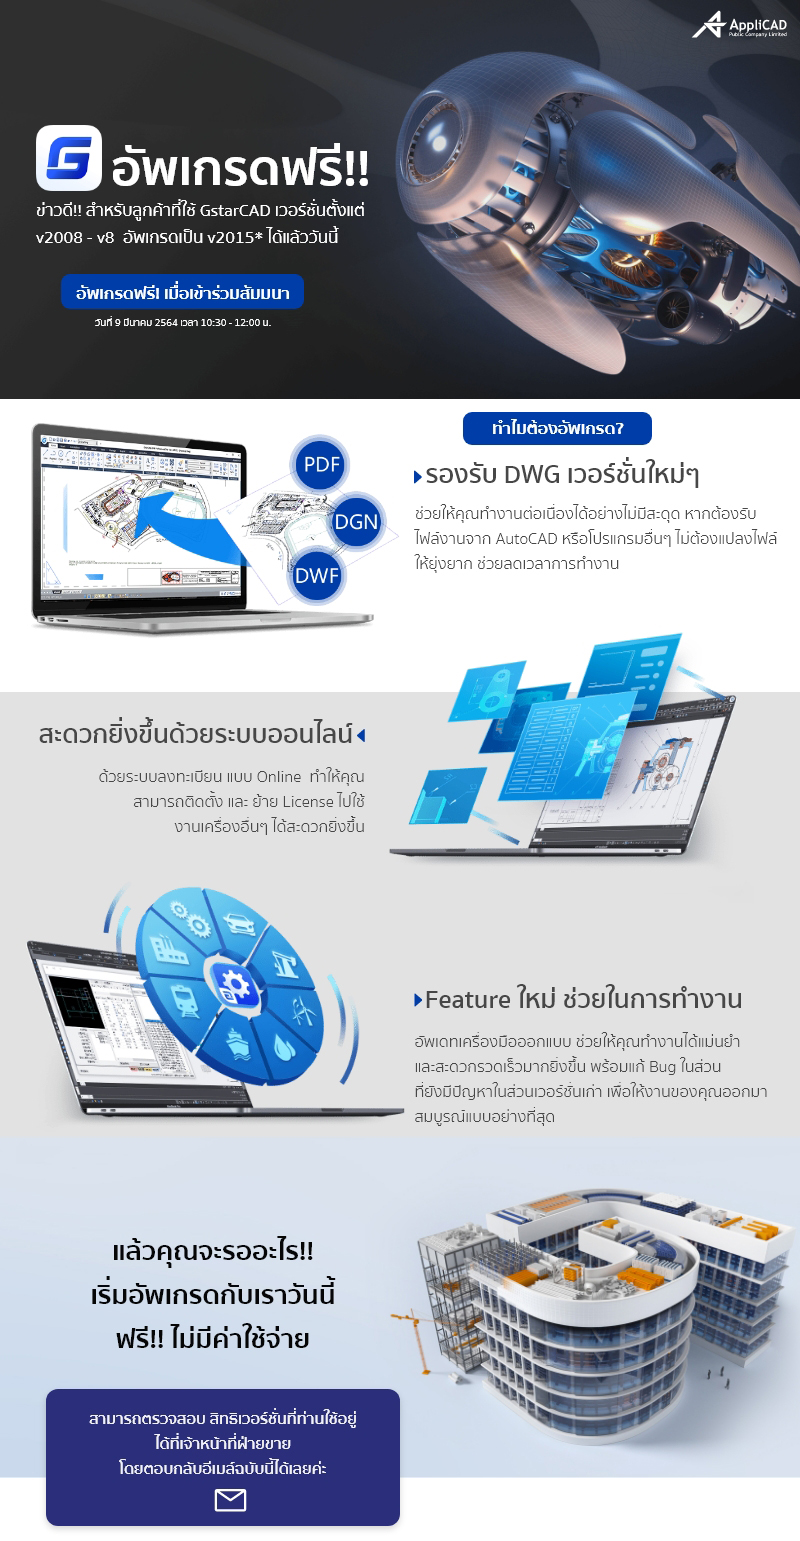 AppliCAD
Public Company Limited
อัพเกรดฟรี!!
ข่าวดี!! สำหรับลูกค้าที่ใช้ GstarCAD เวอร์ชั่นตั้งแต่
v2008 - v8 อัพเกรดเป็น v2015* ได้แล้ววันนี้
อัพเกรดฟรี! เมื่อเข้าร่วมสัมมนา
วันที่ 9 มีนาคม 2564 เวลา 10:30 - 12:00 น.
ทำไมต้องอัพเกรด?
PDF
DGN
DWF
รองรับ DWG เวอร์ชั่นใหม่ๆ
ช่วยให้คุณทำงานต่อเนื่องได้อย่างไม่มีสะดุด หากต้องรับ
ไฟล์งานจาก AutoCAD หรือโปรแกรมอื่นๆ ไม่ต้องแปลงไฟล์
ให้ยุ่งยาก ช่วยลดเวลาการทำงาน
สะดวกยิ่งขึ้นด้วยระบบออนไลน์
ด้วยระบบลงทะเบียน แบบ Online ทำให้คุณ
สามารถติดตั้ง และ ย้าย License ไปใช้
งานเครื่องอื่นๆ ได้สะดวกยิ่งขึ้น
Feature ใหม่ ช่วยในการทำงาน
อัพเดทเครื่องมือออกแบบ ช่วยให้คุณทำงานได้แม่นยำ
และสะดวกรวดเร็วมากยิ่งขึ้น พร้อมแก้ Bug ในส่วน
ที่ยังมีปัญหาในส่วนเวอร์ชั่นเก่า เพื่อให้งานของคุณออกมา
สมบูรณ์แบบอย่างที่สุด
แล้วคุณจะรออะไร!!
เริ่มอัพเกรดกับเราวันนี้
ฟรี!! ไม่มีค่าใช้จ่าย
สามารถตรวจสอบ สิทธิเวอร์ชั่นที่ท่านใช้อยู่
ได้ที่เจ้าหน้าที่ฝ่ายขาย
โดยตอบกลับอีเมล์ฉบับนี้ได้เลยค่ะ